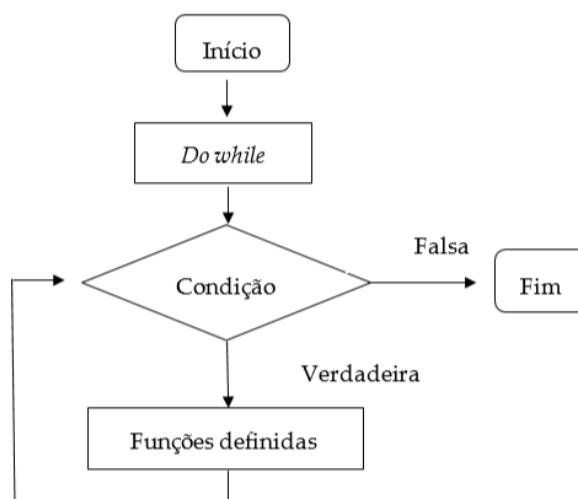 Início
Do while
Condição
Falsa
Fim
Verdadeira
Funções definidas